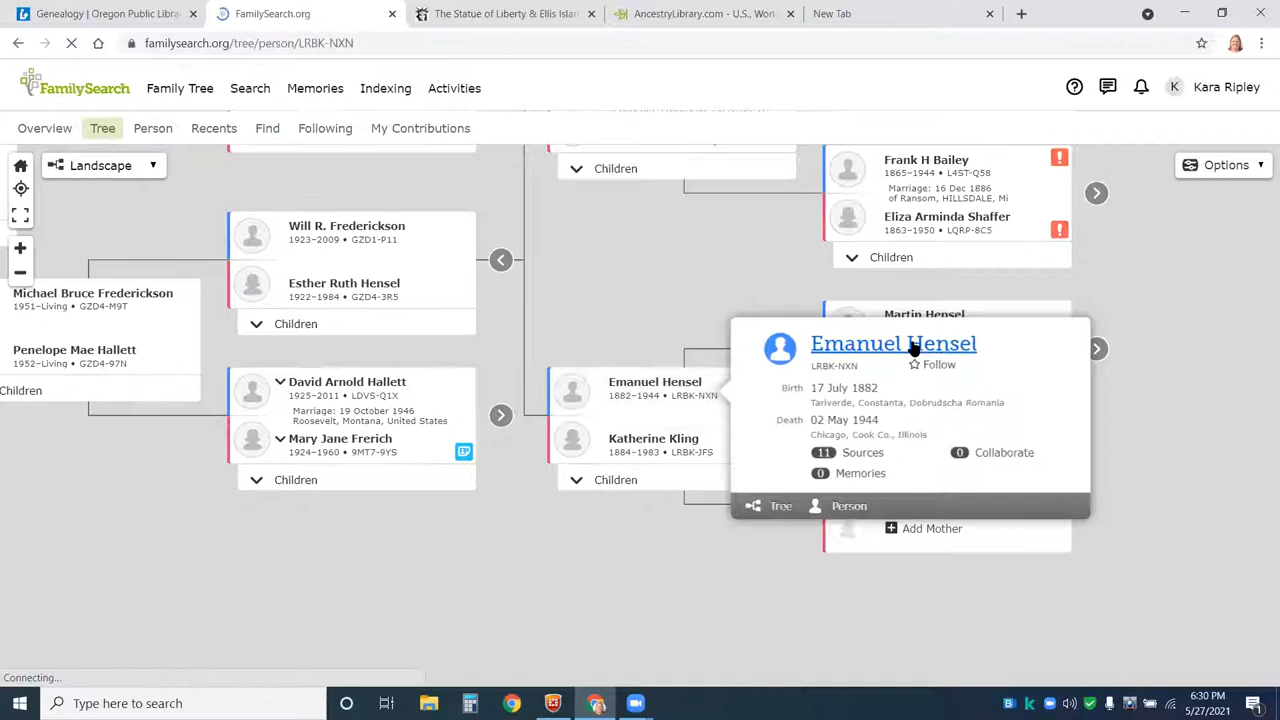 Genealogy | Oregon Public Libra
FamilySearch.org
The Statue of Liberty & Ellis Islan
AncestryLibrary.com - U.S., World
New Tab
familysearch.org/tree/person/LRBK-NXN
FamilySearch
Family Tree
Search
Memories
Indexing
Activities
K
Kara Ripley
Overview
Tree
Person
Recents
Find
Following
My Contributions
Landscape
Options
Children
Frank H Bailey
1865–1944 • L4ST-Q58
Marriage: 16 Dec 1886
of Ransom, HILLSDALE, Mi
Eliza Arminda Shaffer
1863–1950 • LQRP-8C5
Children
Will R. Frederickson
1923–2009 • GZD1-P11
Esther Ruth Hensel
1922–1984 • GZD4-3R5
Children
Michael Bruce Frederickson
1951–Living • GZD4-M9T
Penelope Mae Hallett
1952–Living • GZD4-97N
Children
David Arnold Hallett
1925–2011 • LDVS-Q1X
Marriage: 19 October 1946
Roosevelt, Montana, United States
Mary Jane Frerich
1924–1960 • 9MT7-9YS
Children
Emanuel Hensel
1882–1944 • LRBK-NXN
Katherine Kling
1884–1983 • LRBK-JFS
Children
Martin Hensel
Emanuel Hensel
LRBK-NXN
Follow
Birth 17 July 1882
Tariverde, Constanta, Dobrudscha Romania
Death 02 May 1944
Chicago, Cook Co., Illinois
11 Sources
0 Collaborate
0 Memories
Tree
Person
Add Mother
Connecting...
Type here to search
6:30 PM
5/27/2021